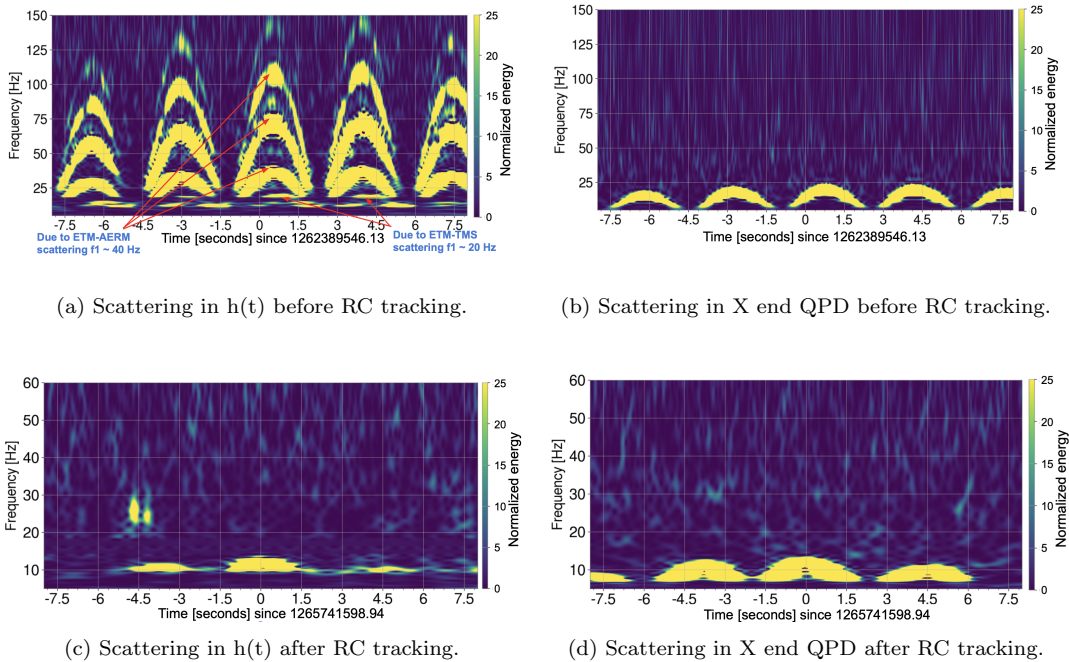 150
125
100
75
50
25
Frequency [Hz]
-7.5 -6 -4.5 -3 -1.5 0 1.5 3 4.5 6 7.5
Time [seconds] since 1262389546.13
25
20
15
10
5
0
Normalized energy
Due to ETM-AERM
scattering f1 ~ 40 Hz
Due to ETM-TMS
scattering f1 ~ 20 Hz
(a) Scattering in h(t) before RC tracking.
150
125
100
75
50
25
Frequency [Hz]
-7.5 -6 -4.5 -3 -1.5 0 1.5 3 4.5 6 7.5
Time [seconds] since 1262389546.13
25
20
15
10
5
0
Normalized energy
(b) Scattering in X end QPD before RC tracking.
60
50
40
30
20
10
Frequency [Hz]
-7.5 -6 -4.5 -3 -1.5 0 1.5 3 4.5 6 7.5
Time [seconds] since 1265741598.94
25
20
15
10
5
0
Normalized energy
(c) Scattering in h(t) after RC tracking.
60
50
40
30
20
10
Frequency [Hz]
-7.5 -6 -4.5 -3 -1.5 0 1.5 3 4.5 6 7.5
Time [seconds] since 1265741598.94
25
20
15
10
5
0
Normalized energy
(d) Scattering in X end QPD after RC tracking.